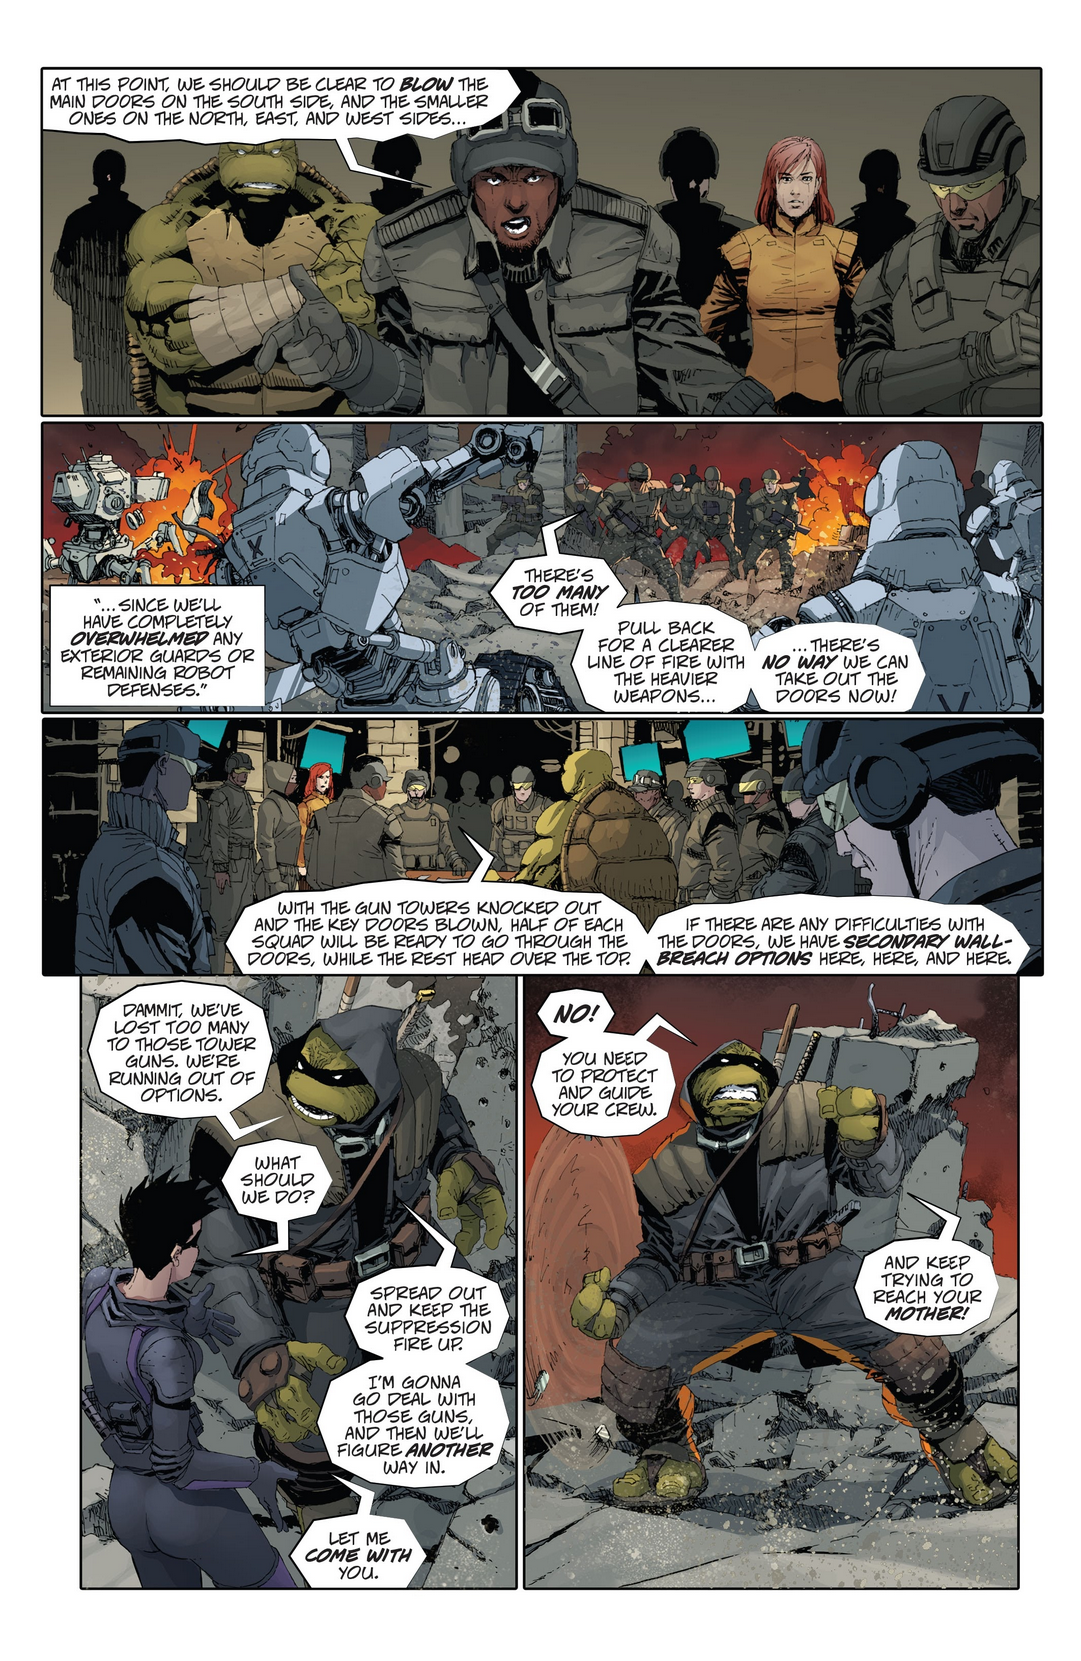 AT THIS POINT, WE SHOULD BE CLEAR TO BLOW THE
MAIN DOORS ON THE SOUTH SIDE, AND THE SMALLER
ONES ON THE NORTH, EAST, AND WEST SIDES...
"...SINCE WE'LL
HAVE COMPLETELY
OVERWHELMED ANY
EXTERIOR GUARDS OR
REMAINING ROBOT
DEFENSES."
THERE'S
TOO MANY
OF THEM!
PULL BACK
FOR A CLEARER
LINE OF FIRE WITH
THE HEAVIER
WEAPONS...
...THERE'S
NO WAY WE CAN
TAKE OUT THE
DOORS NOW!
WITH THE GUN TOWERS KNOCKED OUT
AND THE KEY DOORS BLOWN, HALF OF EACH
SQUAD WILL BE READY TO GO THROUGH THE
DOORS, WHILE THE REST HEAD OVER THE TOP.
IF THERE ARE ANY DIFFICULTIES WITH
THE DOORS, WE HAVE SECONDARY WALL-
BREACH OPTIONS HERE, HERE, AND HERE.
DAMMIT, WE'VE
LOST TOO MANY
TO THOSE TOWER
GUNS. WE'RE
RUNNING OUT OF
OPTIONS.
WHAT
SHOULD
WE DO?
SPREAD OUT
AND KEEP THE
SUPPRESSION
FIRE UP.
I'M GONNA
GO DEAL WITH
THOSE GUNS,
AND THEN WE'LL
FIGURE ANOTHER
WAY IN.
LET ME
COME WITH
YOU.
NO!
YOU NEED
TO PROTECT
AND GUIDE
YOUR CREW.
AND KEEP
TRYING TO
REACH YOUR
MOTHER!